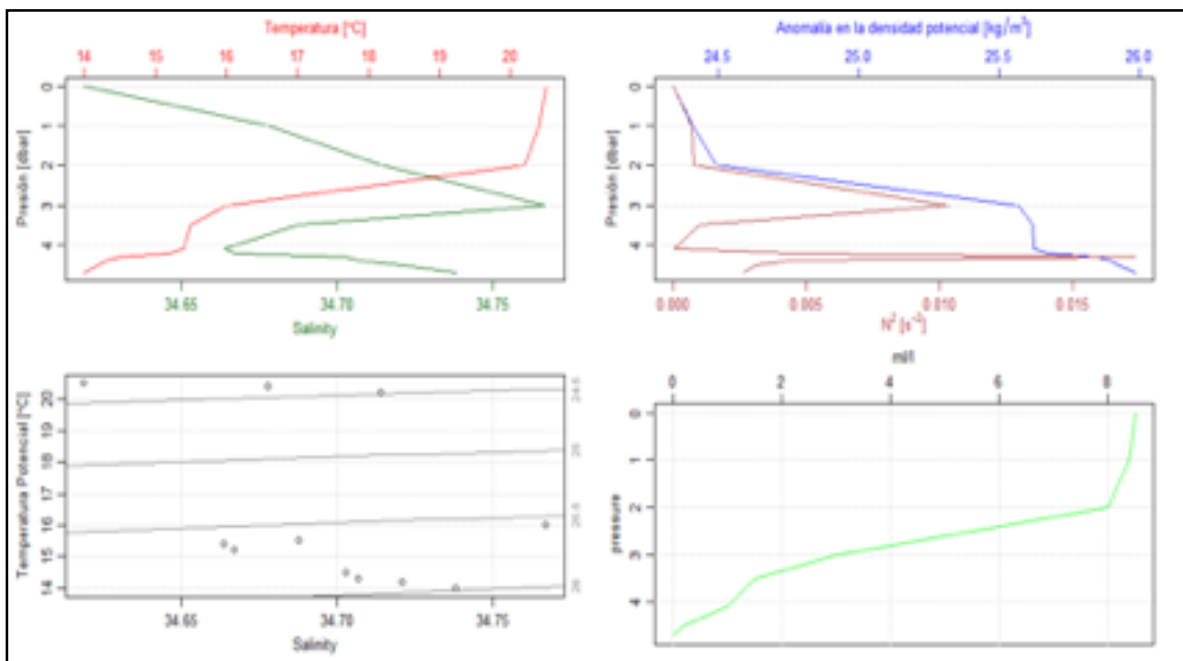 Temperatura [°C]
14 15 16 17 18 19 20
Presión [dbar]
0
1
2
3
4
34.65 34.70 34.75
Salinity
Anomalía en la densidad potencial [kg/m³]
24.5 25.0 25.5 26.0
Presión [dbar]
0
1
2
3
4
0.000 0.005 0.010 0.015
N² [s⁻²]
Temperatura Potencial [°C]
20
19
18
17
16
15
14
24.5
25
25.5
26
34.65 34.70 34.75
Salinity
ml1
0 2 4 6 8
pressure
0
1
2
3
4